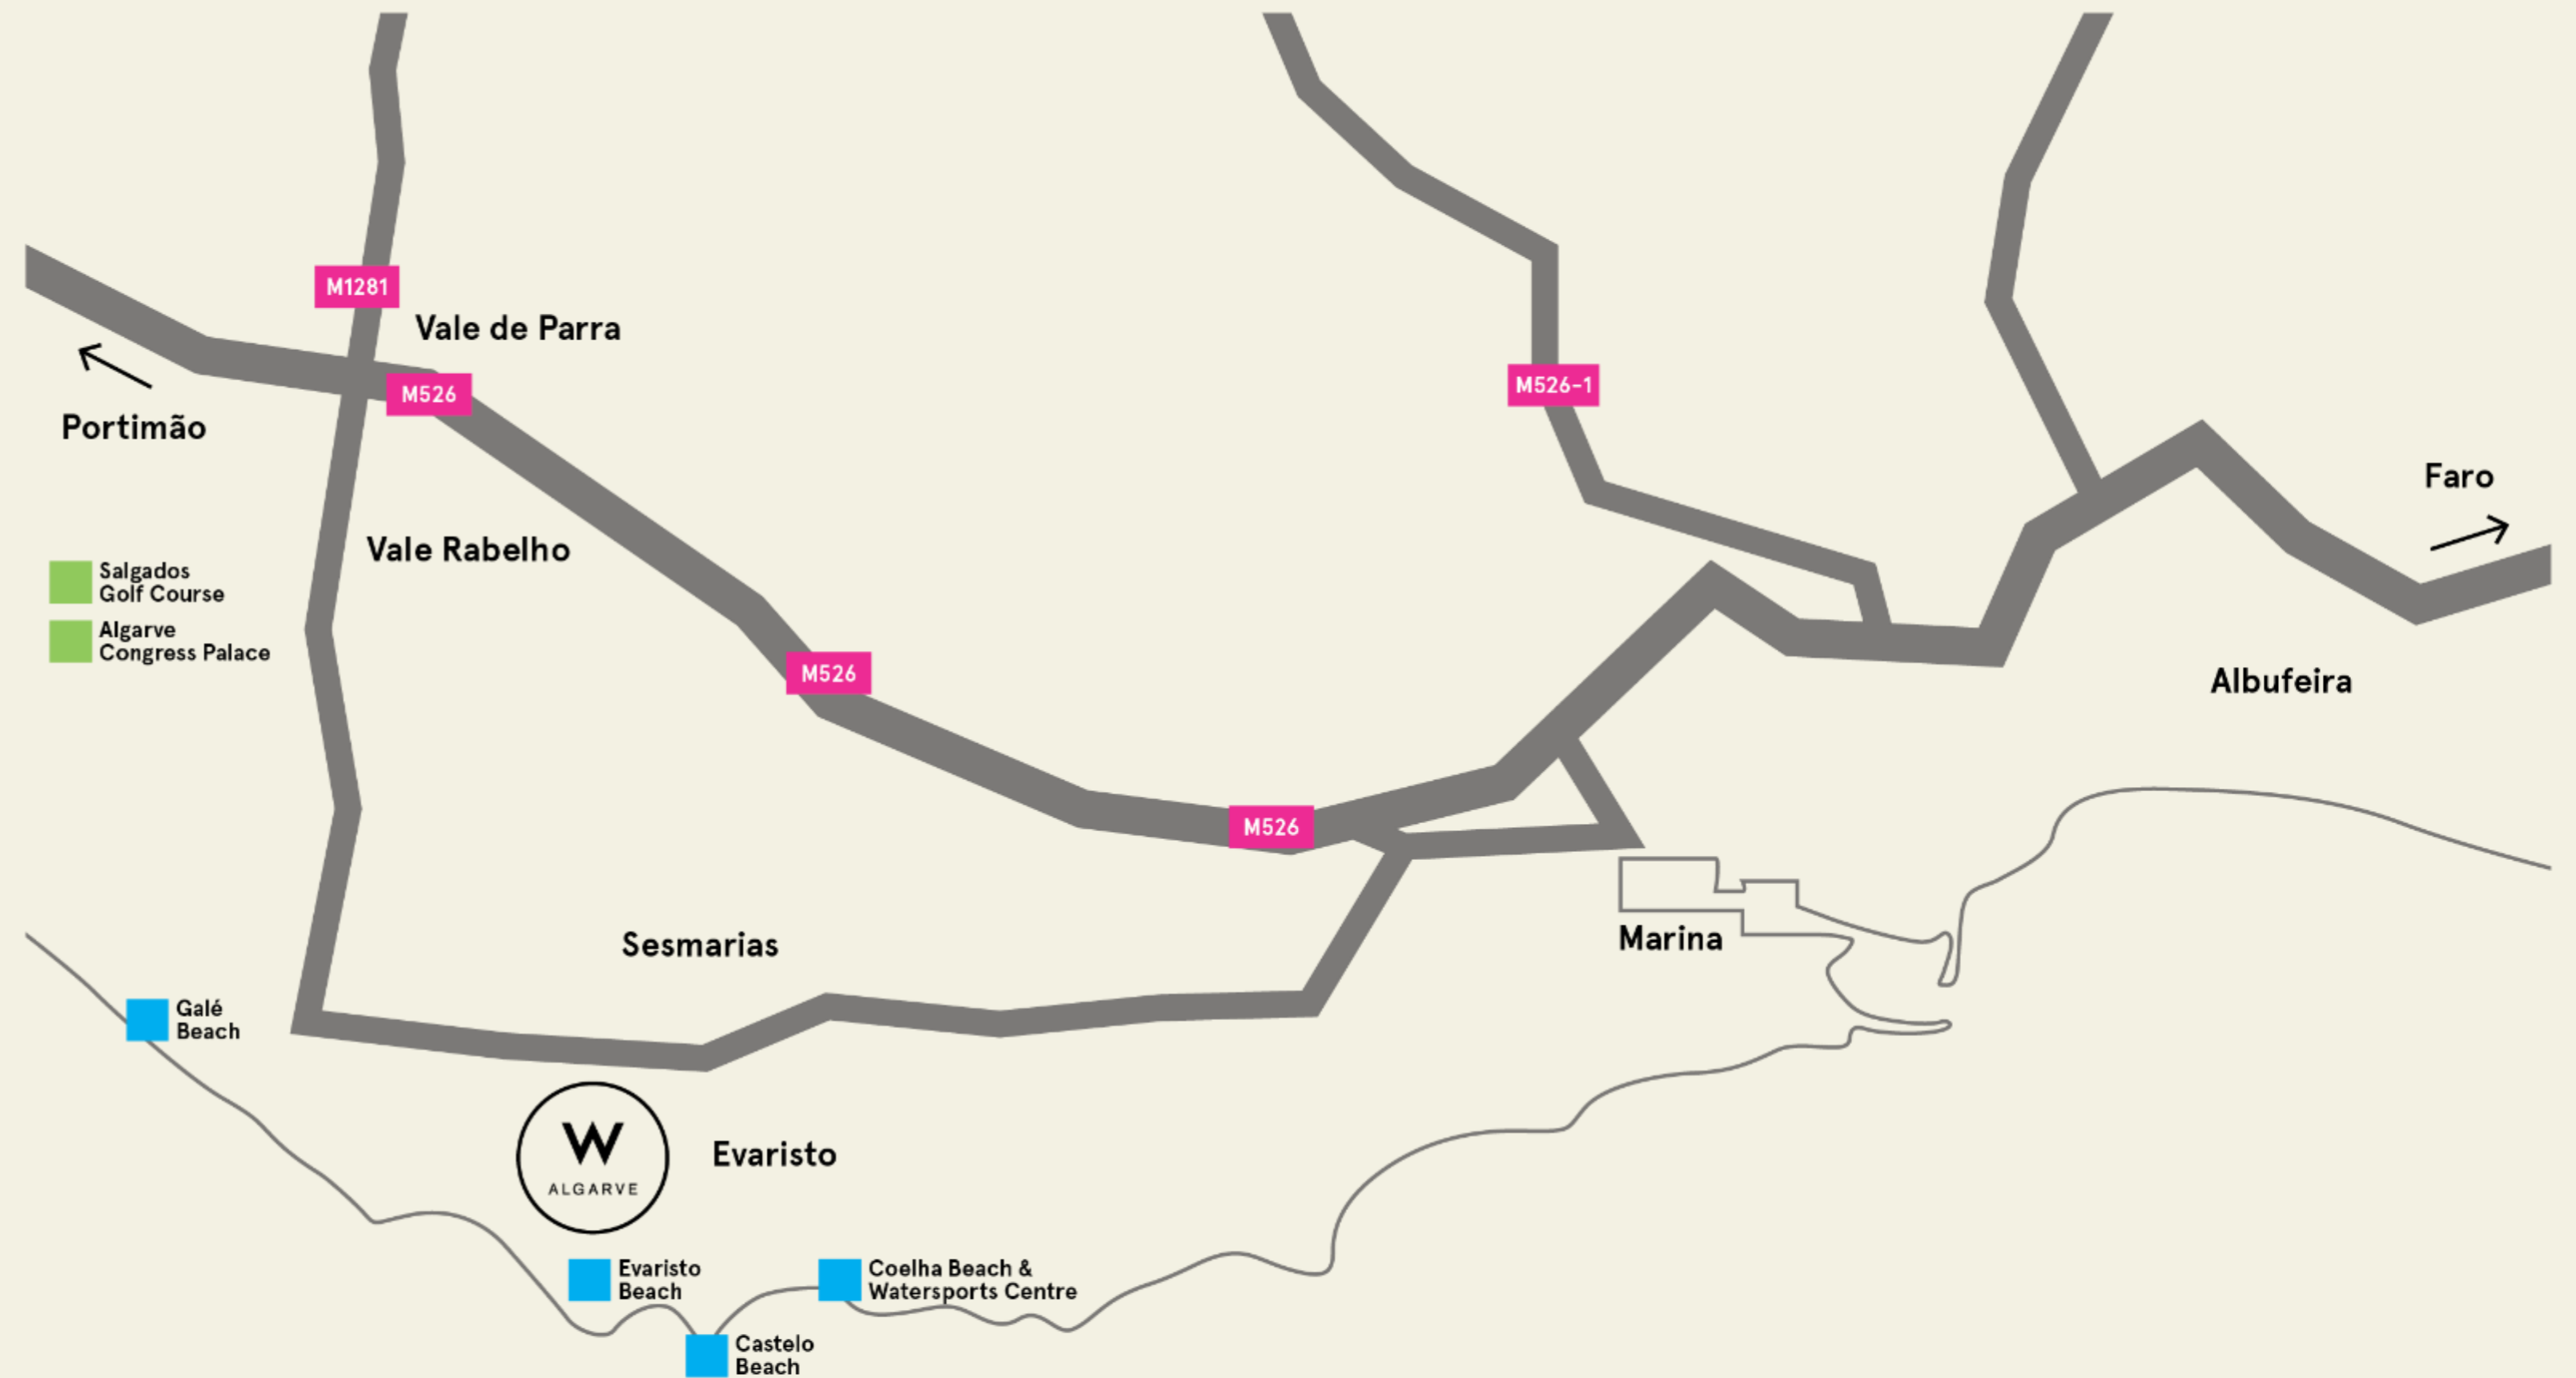 M1281
Vale de Parra
M526
Portimão
M526-1
Faro
Vale Rabelho
Salgados
Golf Course
Algarve
Congress Palace
M526
Albufeira
M526
Sesmarias
Marina
Galé
Beach
W
ALGARVE
Evaristo
Evaristo
Beach
Coelha Beach &
Watersports Centre
Castelo
Beach